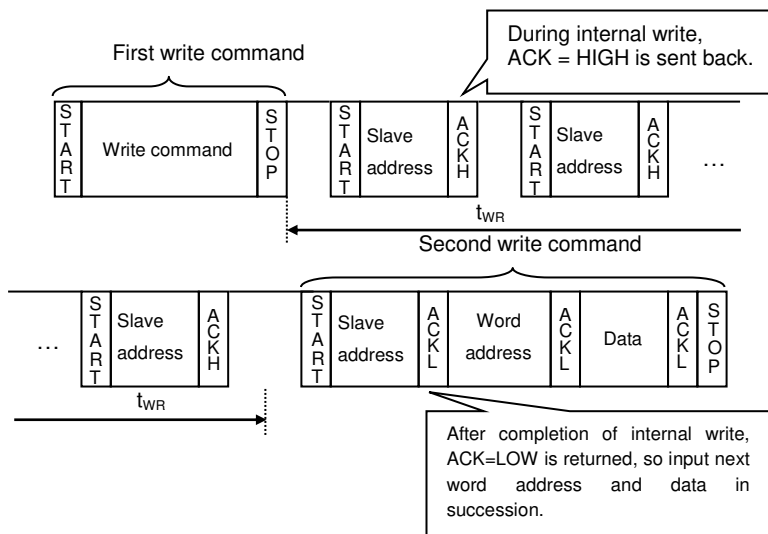 During internal write,
ACK = HIGH is sent back.
First write command
START
Write command
STOP
START
Slave
address
ACKH
START
Slave
address
ACKH
...
tWR
Second write command
...
START
Slave
address
ACKH
START
Slave
address
ACKL
Word
address
ACKL
Data
ACKL
STOP
tWR
After completion of internal write,
ACK=LOW is returned, so input next
word address and data in
succession.